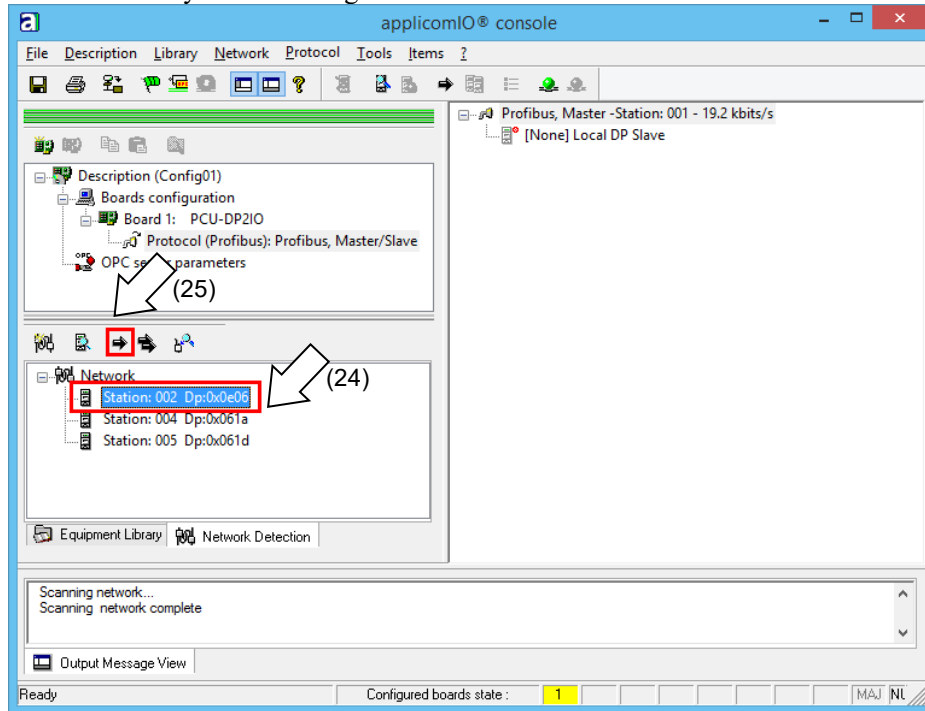 applicomIO® console
File Description Library Network Protocol Tools Items ?
Profibus, Master -Station: 001 - 19.2 kbits/s
[None] Local DP Slave
Description (Config01)
Boards configuration
Board 1: PCU-DP2IO
Protocol (Profibus): Profibus, Master/Slave
OPC parameters
(25)
(24)
Network
Station: 002 Dp:0x0e06
Station: 004 Dp:0x061a
Station: 005 Dp:0x061d
Equipment Library Network Detection
Scanning network...
Scanning network complete
Output Message View
Ready Configured boards state : 1 MAJ